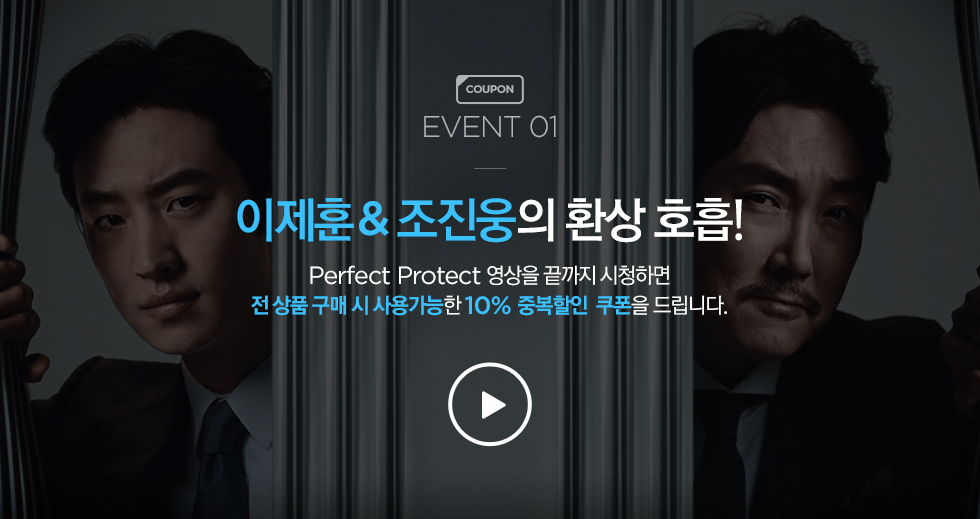 COUPON
EVENT 01
이제훈 & 조진웅의 환상 호흡!
Perfect Protect 영상을 끝까지 시청하면
전 상품 구매 시 사용가능한 10% 중복할인 쿠폰을 드립니다.